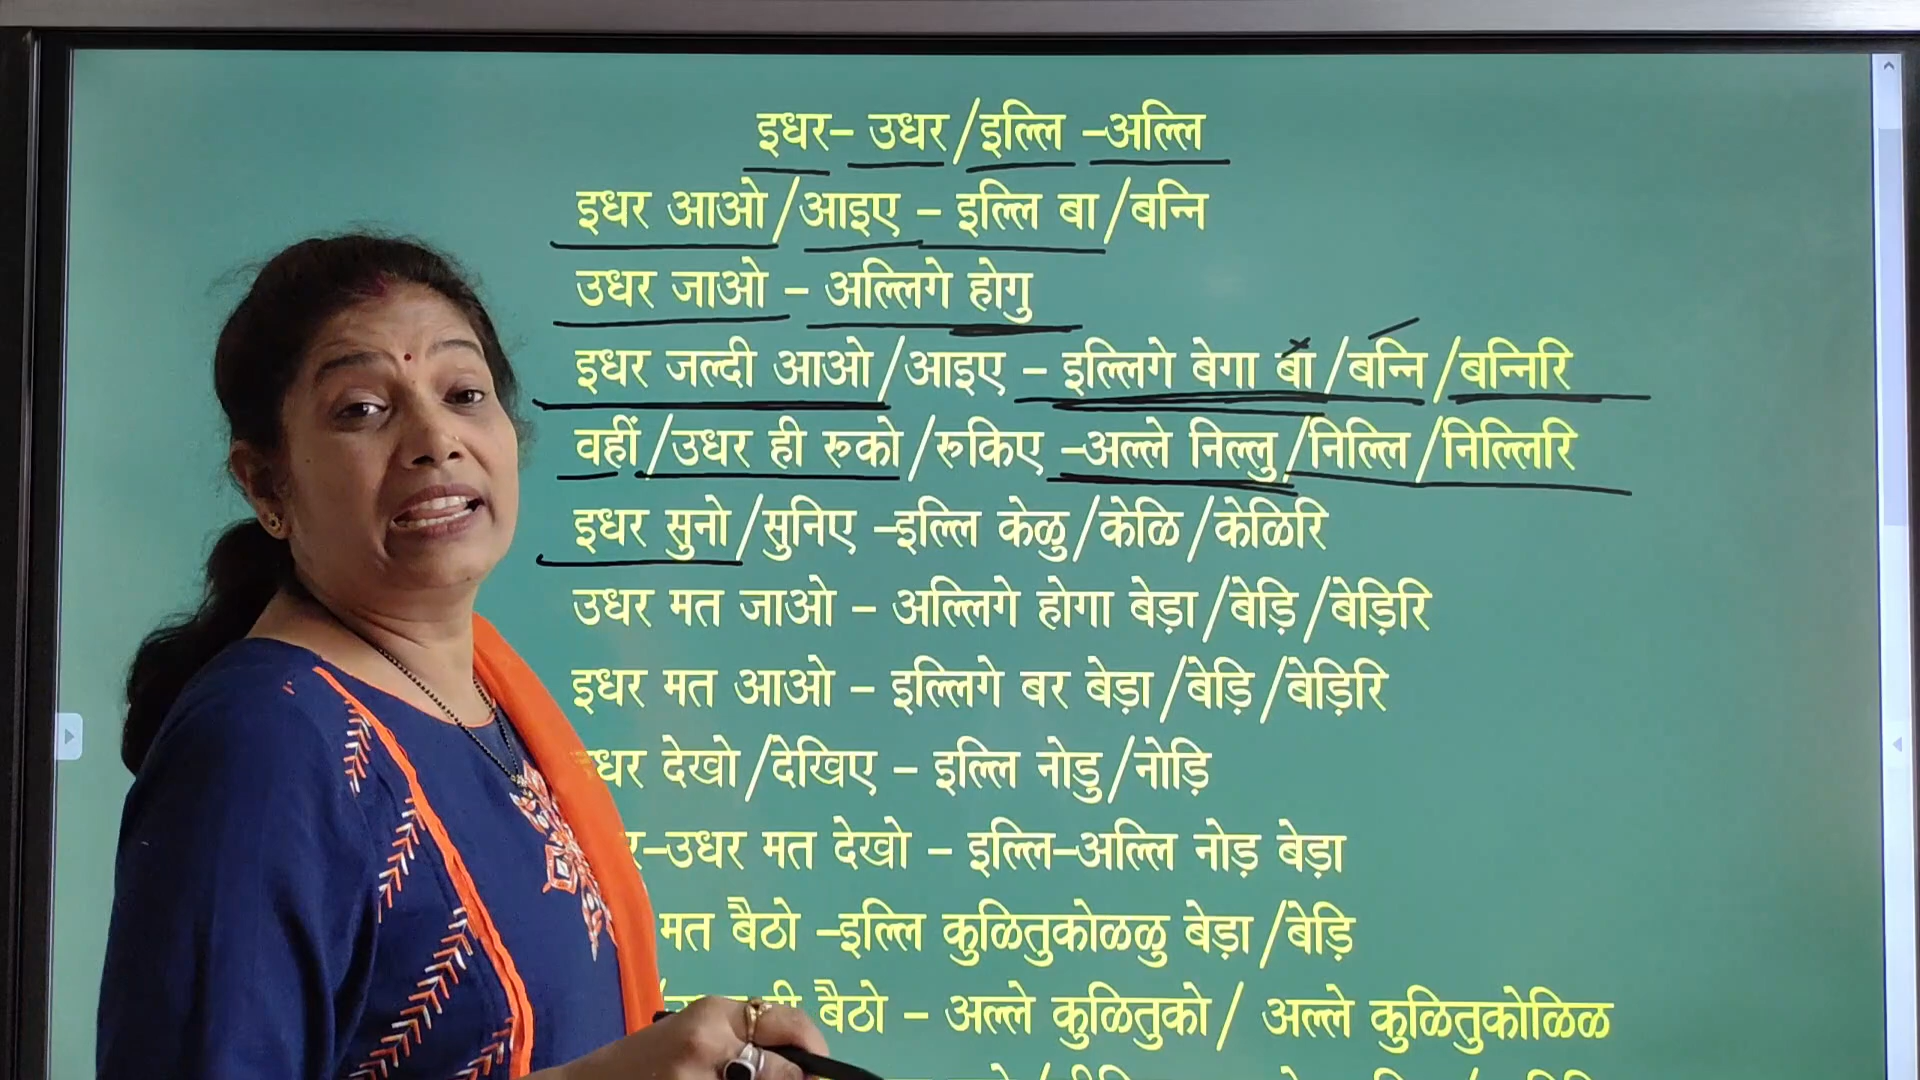 इधर- उधर /इल्लि -अल्लि
इधर आओ/आइए - इल्लि बा/बन्नि
उधर जाओ - अल्लिगे होगु
इधर जल्दी आओ/आइए - इल्लिगे बेगा बा/बन्नि/बन्निरि
वहीं/उधर ही रुको/रुकिए -अल्ले निल्लु/निल्लि/निल्लिरि
इधर सुनो/सुनिए -इल्लि केळु/केळि/केळिरि
उधर मत जाओ - अल्लिगे होगा बेड़ा/बेड़ि/बेड़िरि
इधर मत आओ - इल्लिगे बर बेड़ा/बेड़ि/बेड़िरि
देखो/देखिए - इल्लि नोडु/नोड़ि
-उधर मत देखो - इल्लि-अल्लि नोड़ बेड़ा
मत बैठो -इल्लि कुळितुकोळळु बेड़ा/बेड़ि
बैठो - अल्ले कुळितुको/ अल्ले कुळितुकोळिळ